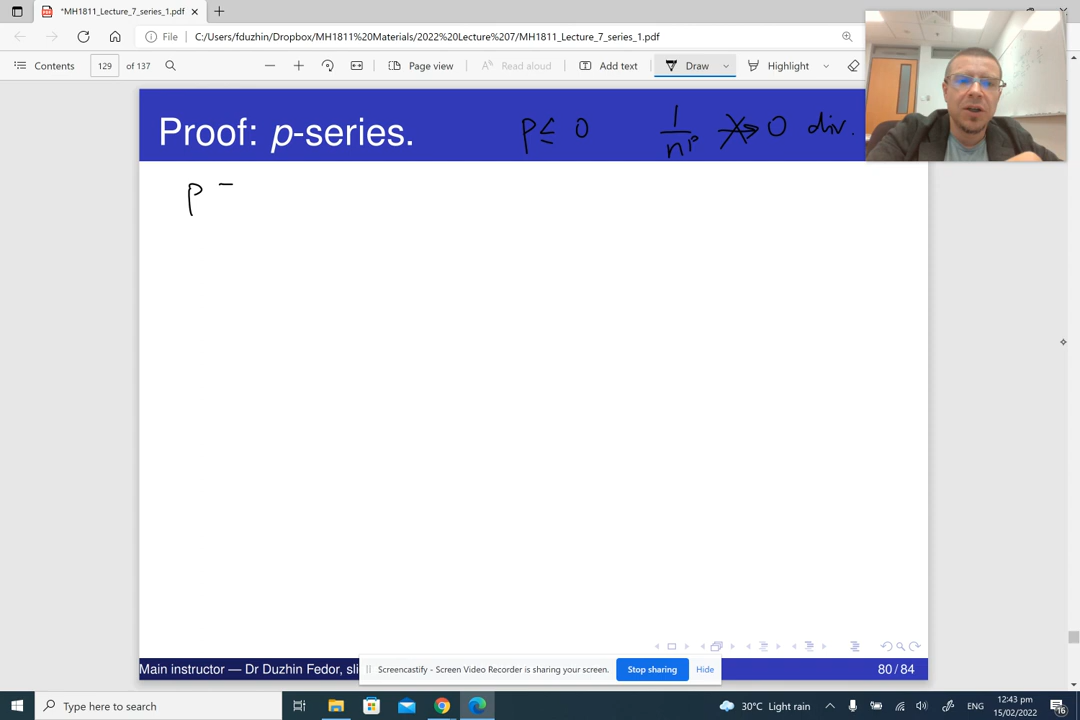 *MH1811_Lecture_7_series_1.pdf
File C:/Users/fduzhin/Dropbox/MH1811%20Materials/2022%20Lecture%207/MH1811_Lecture_7_series_1.pdf
Contents 129 of 137 Page view Read aloud Add text Draw Highlight
Proof: p-series. p ≤ 0 1/n^p ↛ 0 div.
p -
Main instructor — Dr Duzhin Fedor, sli 80/84
Screencastify - Screen Video Recorder is sharing your screen. Stop sharing Hide
Type here to search 30°C Light rain ENG 12:43 pm
15/02/2022 16